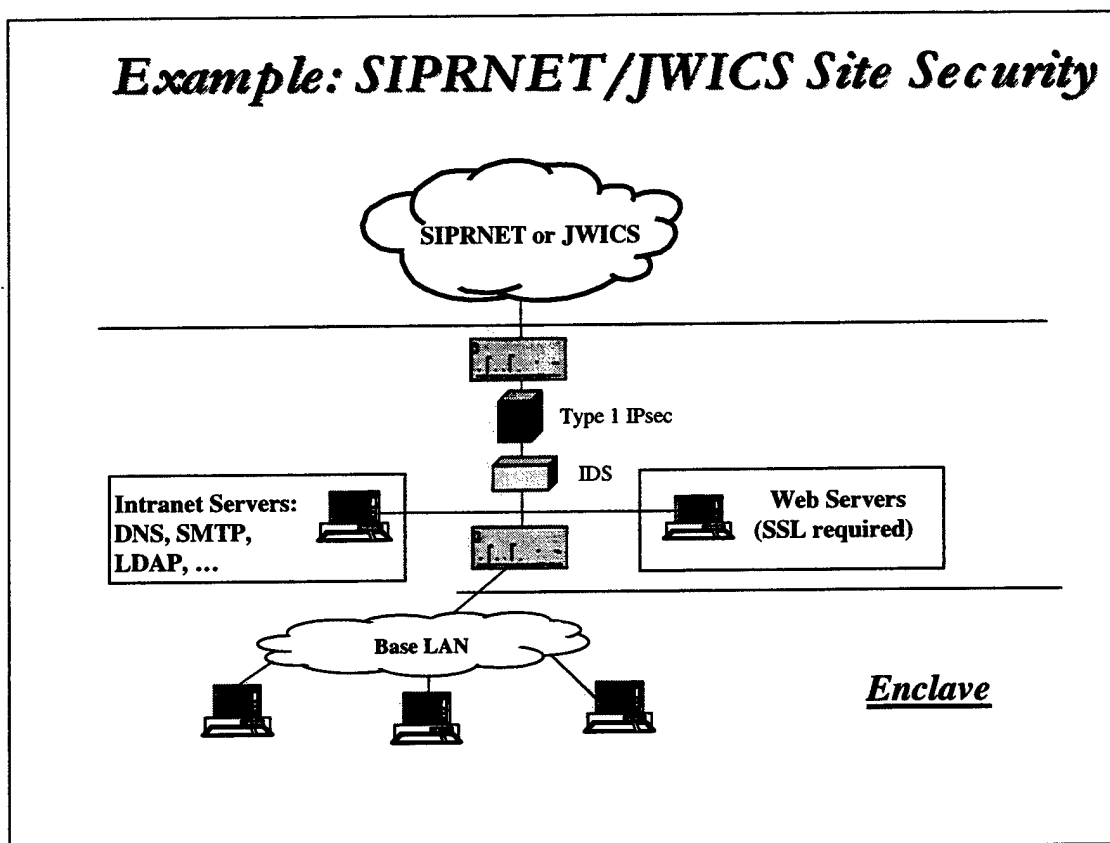 Example: SIPRNET/JWICS Site Security
SIPRNET or JWICS
Type 1 IPsec
IDS
Intranet Servers:
DNS, SMTP,
LDAP, ...
Web Servers
(SSL required)
Base LAN
Enclave